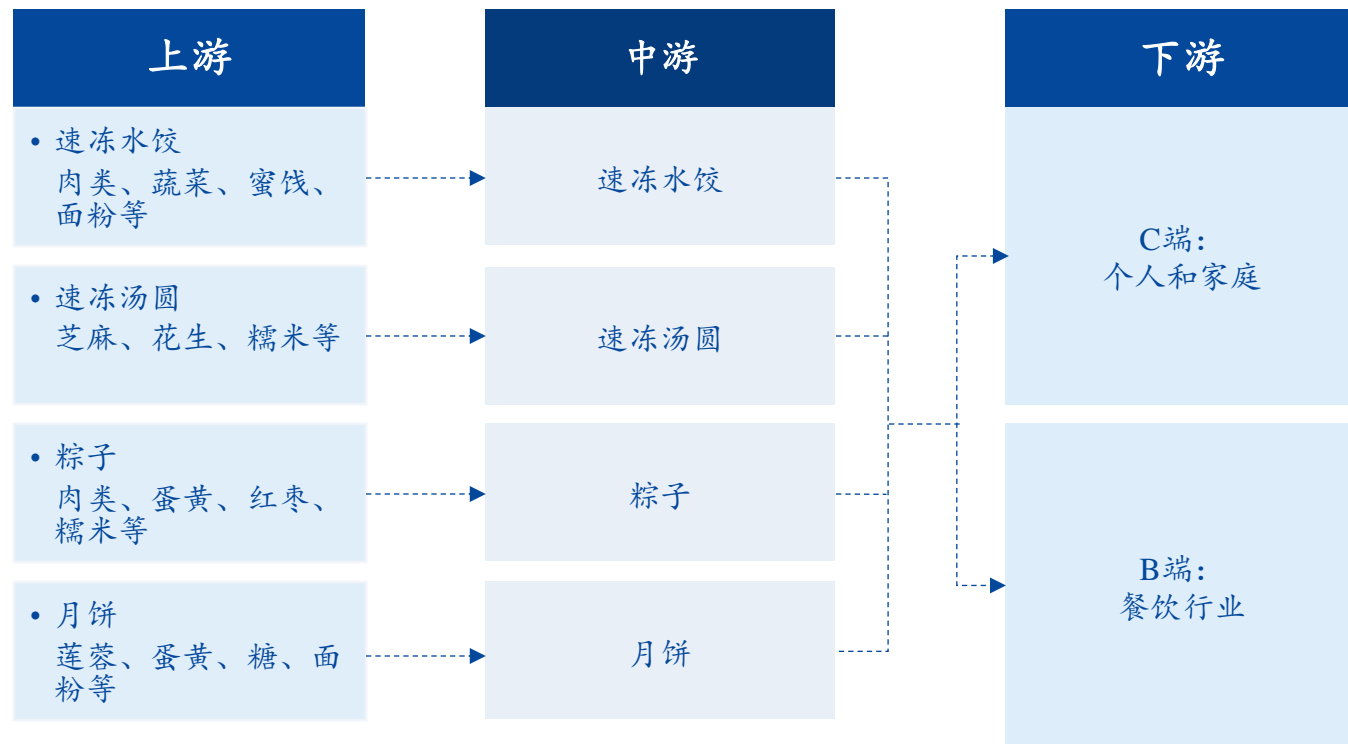 上游
中游
下游
• 速冻水饺
肉类、蔬菜、蜜饯、
面粉等
速冻水饺
• 速冻汤圆
芝麻、花生、糯米等
速冻汤圆
• 粽子
肉类、蛋黄、红枣、
糯米等
粽子
• 月饼
莲蓉、蛋黄、糖、面
粉等
月饼
C端：
个人和家庭
B端：
餐饮行业